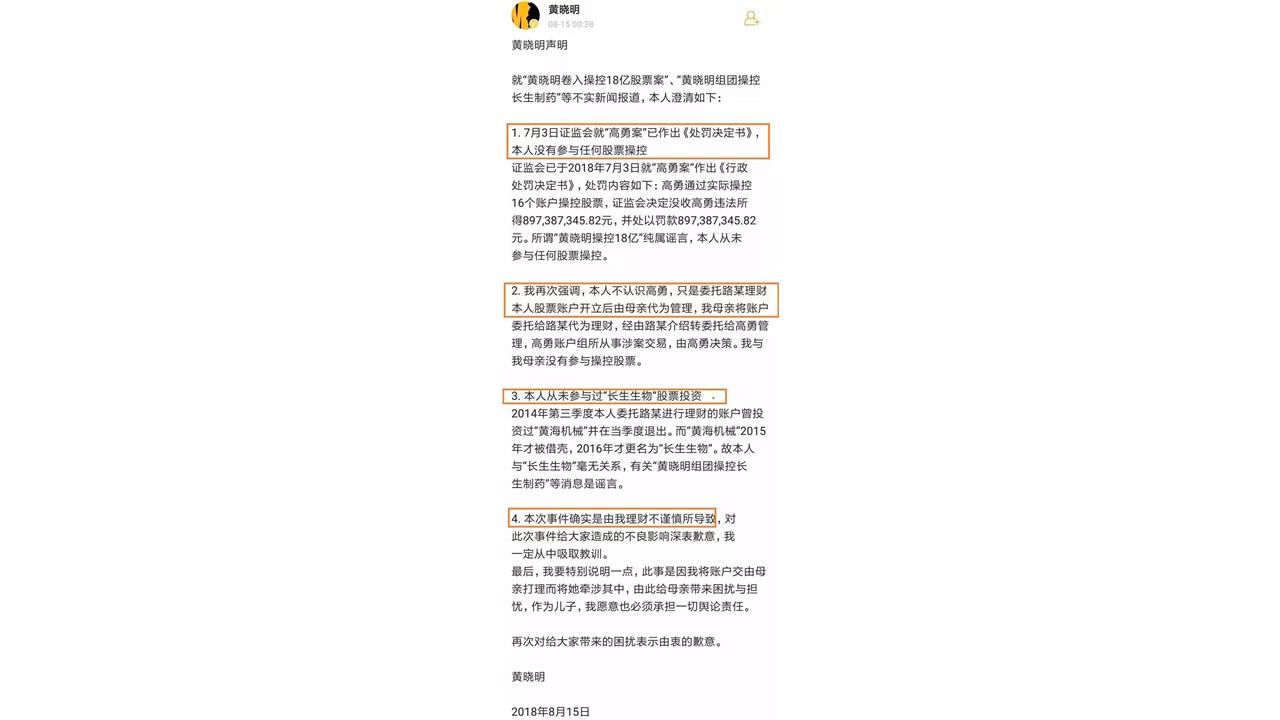 黄晓明
08-15 00:38
黄晓明声明
就“黄晓明卷入操控18亿股票案”、“黄晓明组团操控
长生制药”等不实新闻报道，本人澄清如下：
1. 7月3日证监会就“高勇案”已作出《处罚决定书》，
本人没有参与任何股票操控
证监会已于2018年7月3日就“高勇案”作出《行政
处罚决定书》，处罚内容如下：高勇通过实际操控
16个账户操控股票，证监会决定没收高勇违法所
得897,387,345.82元，并处以罚款897,387,345.82
元。所谓“黄晓明操控18亿”纯属谣言，本人从未
参与任何股票操控。
2. 我再次强调，本人不认识高勇，只是委托路某理财
本人股票账户开立后由母亲代为管理，我母亲将账户
委托给路某代为理财，经由路某介绍转委托给高勇管
理，高勇账户组所从事涉案交易，由高勇决策。我与
我母亲没有参与操控股票。
3. 本人从未参与过“长生生物”股票投资
2014年第三季度本人委托路某进行理财的账户曾投
资过“黄海机械”并在当季度退出。而“黄海机械”2015
年才被借壳，2016年才更名为“长生生物”。故本人
与“长生生物”毫无关系，有关“黄晓明组团操控长
生制药”等消息是谣言。
4. 本次事件确实是由我理财不谨慎所导致，对
此次事件给大家造成的不良影响深表歉意，我
一定从中吸取教训。
最后，我要特别说明一点，此事是因我将账户交由母
亲打理而将她牵涉其中，由此给母亲带来困扰与担
忧，作为儿子，我愿意也必须承担一切舆论责任。
再次对给大家带来的困扰表示由衷的歉意。
黄晓明
2018年8月15日